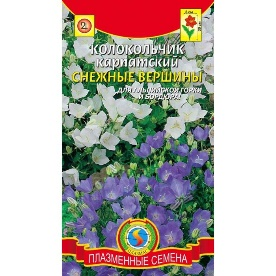 КОЛОКОЛЬЧИК
карпатский
СНЕЖНЫЕ ВЕРШИНЫ
ДЛЯ АЛЬПИЙСКОЙ ГОРКИ
И БОРДЮРА
ПЛАЗМЕННЫЕ СЕМЕНА